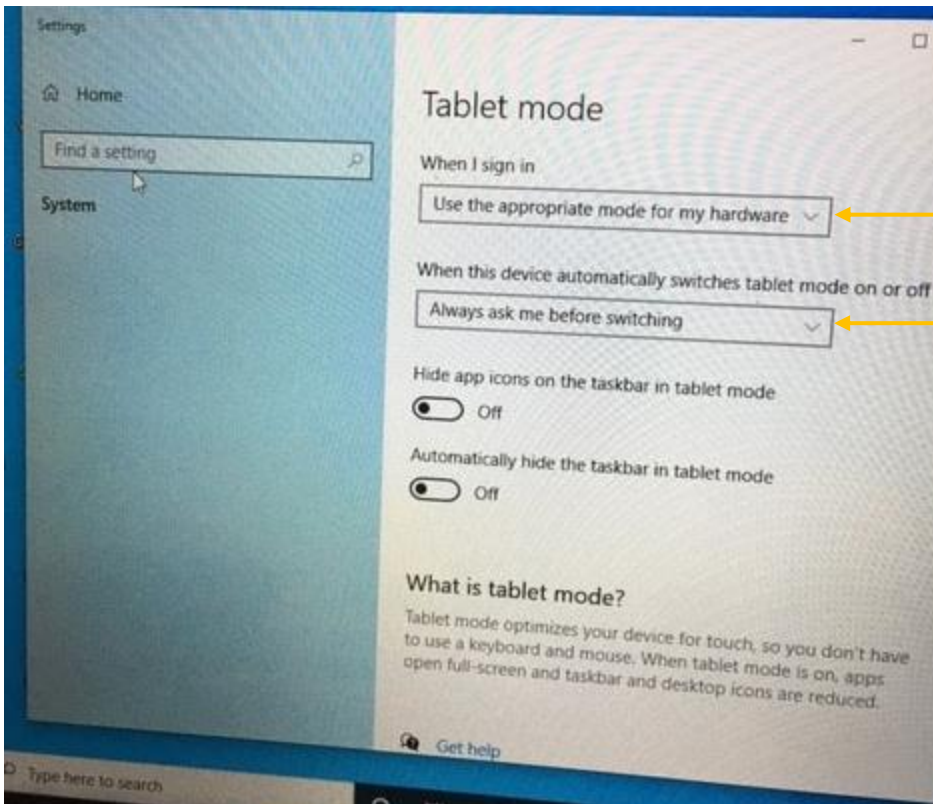 Settings
Home
Find a setting
System
Tablet mode
When I sign in
Use the appropriate mode for my hardware
When this device automatically switches tablet mode on or off
Always ask me before switching
Hide app icons on the taskbar in tablet mode
Off
Automatically hide the taskbar in tablet mode
Off
What is tablet mode?
Tablet mode optimizes your device for touch, so you don't have
to use a keyboard and mouse. When tablet mode is on, apps
open full-screen and taskbar and desktop icons are reduced.
Get help
Type here to search